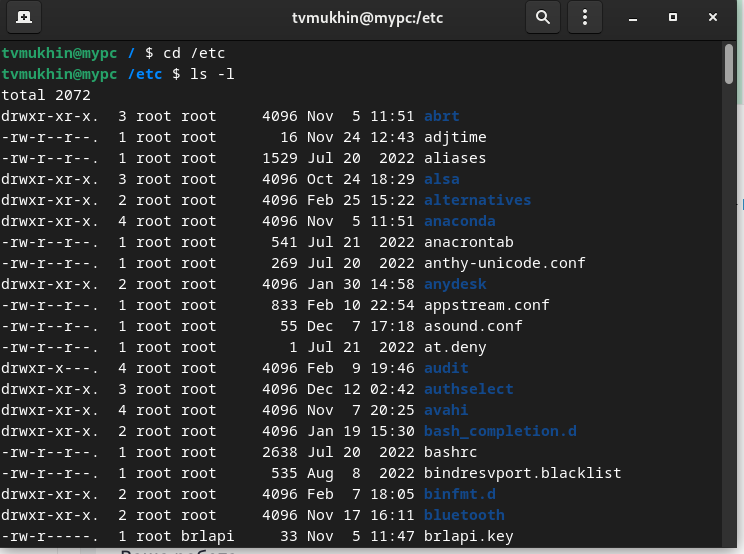 tvmukhin@mypc:/etc
tvmukhin@mypc / $ cd /etc
tvmukhin@mypc /etc $ ls -l
total 2072
drwxr-xr-x.  3 root root     4096 Nov  5 11:51 abrt
-rw-r--r--.  1 root root       16 Nov 24 12:43 adjtime
-rw-r--r--.  1 root root     1529 Jul 20  2022 aliases
drwxr-xr-x.  3 root root     4096 Oct 24 18:29 alsa
drwxr-xr-x.  2 root root     4096 Feb 25 15:22 alternatives
drwxr-xr-x.  4 root root     4096 Nov  5 11:51 anaconda
-rw-r--r--.  1 root root      541 Jul 21  2022 anacrontab
-rw-r--r--.  1 root root      269 Jul 20  2022 anthy-unicode.conf
drwxr-xr-x.  2 root root     4096 Jan 30 14:58 anydesk
-rw-r--r--.  1 root root      833 Feb 10 22:54 appstream.conf
-rw-r--r--.  1 root root       55 Dec  7 17:18 asound.conf
-rw-r--r--.  1 root root        1 Jul 21  2022 at.deny
drwxr-x---.  4 root root     4096 Feb  9 19:46 audit
drwxr-xr-x.  3 root root     4096 Dec 12 02:42 authselect
drwxr-xr-x.  4 root root     4096 Nov  7 20:25 avahi
drwxr-xr-x.  2 root root     4096 Jan 19 15:30 bash_completion.d
-rw-r--r--.  1 root root     2638 Jul 20  2022 bashrc
-rw-r--r--.  1 root root      535 Aug  8  2022 bindresvport.blacklist
drwxr-xr-x.  2 root root     4096 Feb  7 18:05 binfmt.d
drwxr-xr-x.  2 root root     4096 Nov 17 16:11 bluetooth
-rw-r-----.  1 root brlapi     33 Nov  5 11:47 brlapi.key